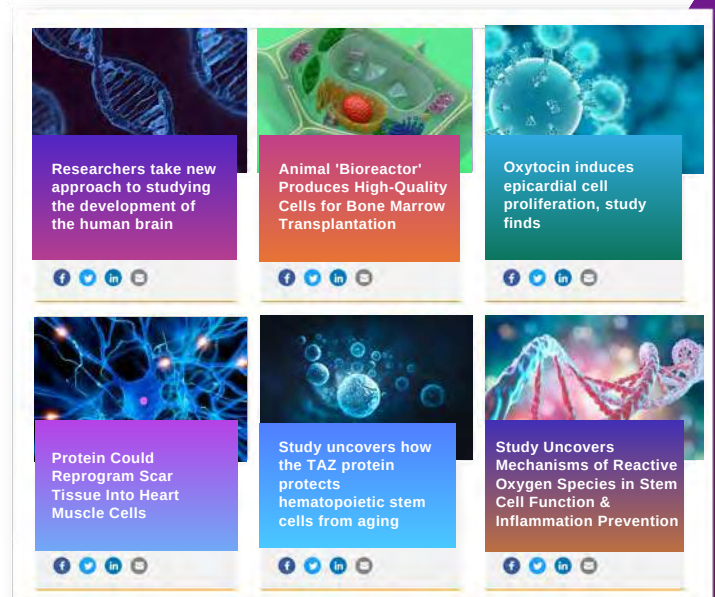 Researchers take new
approach to studying
the development of
the human brain
Animal 'Bioreactor'
Produces High-Quality
Cells for Bone Marrow
Transplantation
Oxytocin induces
epicardial cell
proliferation, study
finds
Protein Could
Reprogram Scar
Tissue Into Heart
Muscle Cells
Study uncovers how
the TAZ protein
protects
hematopoietic stem
cells from aging
Study Uncovers
Mechanisms of Reactive
Oxygen Species in Stem
Cell Function &
Inflammation Prevention